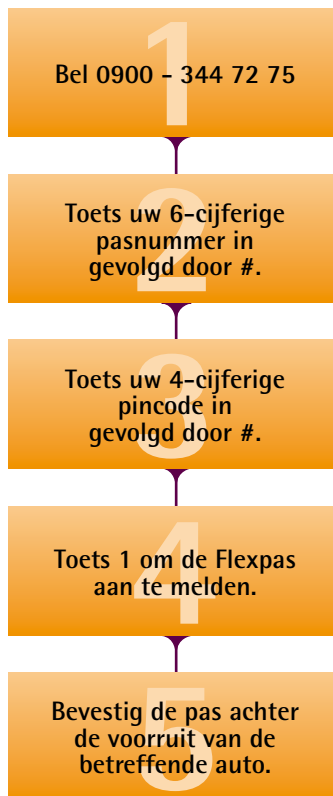 1
Bel 0900 - 344 72 75
2
Toets uw 6-cijferige
pasnummer in
gevolgd door #.
3
Toets uw 4-cijferige
pincode in
gevolgd door #.
4
Toets 1 om de Flexpas
aan te melden.
5
Bevestig de pas achter
de voorruit van de
betreffende auto.